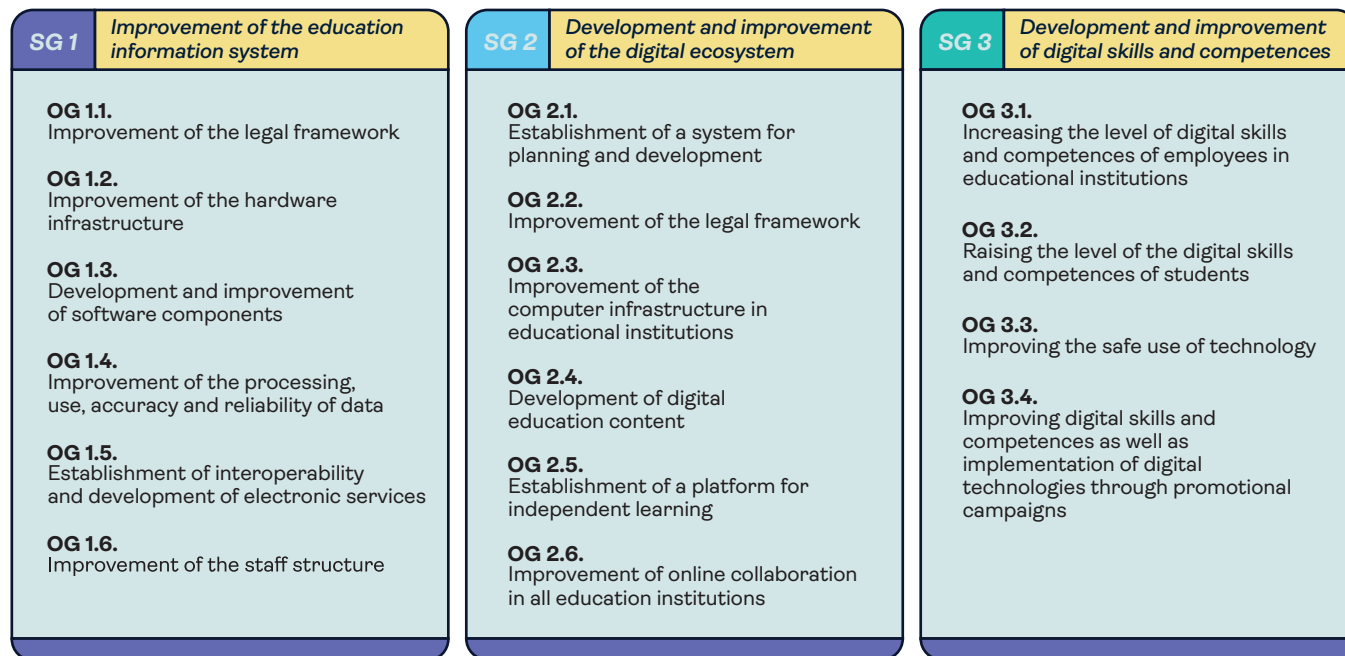 SG 1
Improvement of the education
information system
OG 1.1.
Improvement of the legal framework
OG 1.2.
Improvement of the hardware
infrastructure
OG 1.3.
Development and improvement
of software components
OG 1.4.
Improvement of the processing,
use, accuracy and reliability of data
OG 1.5.
Establishment of interoperability
and development of electronic services
OG 1.6.
Improvement of the staff structure
SG 2
Development and improvement
of the digital ecosystem
OG 2.1.
Establishment of a system for
planning and development
OG 2.2.
Improvement of the legal framework
OG 2.3.
Improvement of the
computer infrastructure in
educational institutions
OG 2.4.
Development of digital
education content
OG 2.5.
Establishment of a platform for
independent learning
OG 2.6.
Improvement of online collaboration
in all education institutions
SG 3
Development and improvement
of digital skills and competences
OG 3.1.
Increasing the level of digital skills
and competences of employees in
educational institutions
OG 3.2.
Raising the level of the digital skills
and competences of students
OG 3.3.
Improving the safe use of technology
OG 3.4.
Improving digital skills and
competences as well as
implementation of digital
technologies through promotional
campaigns